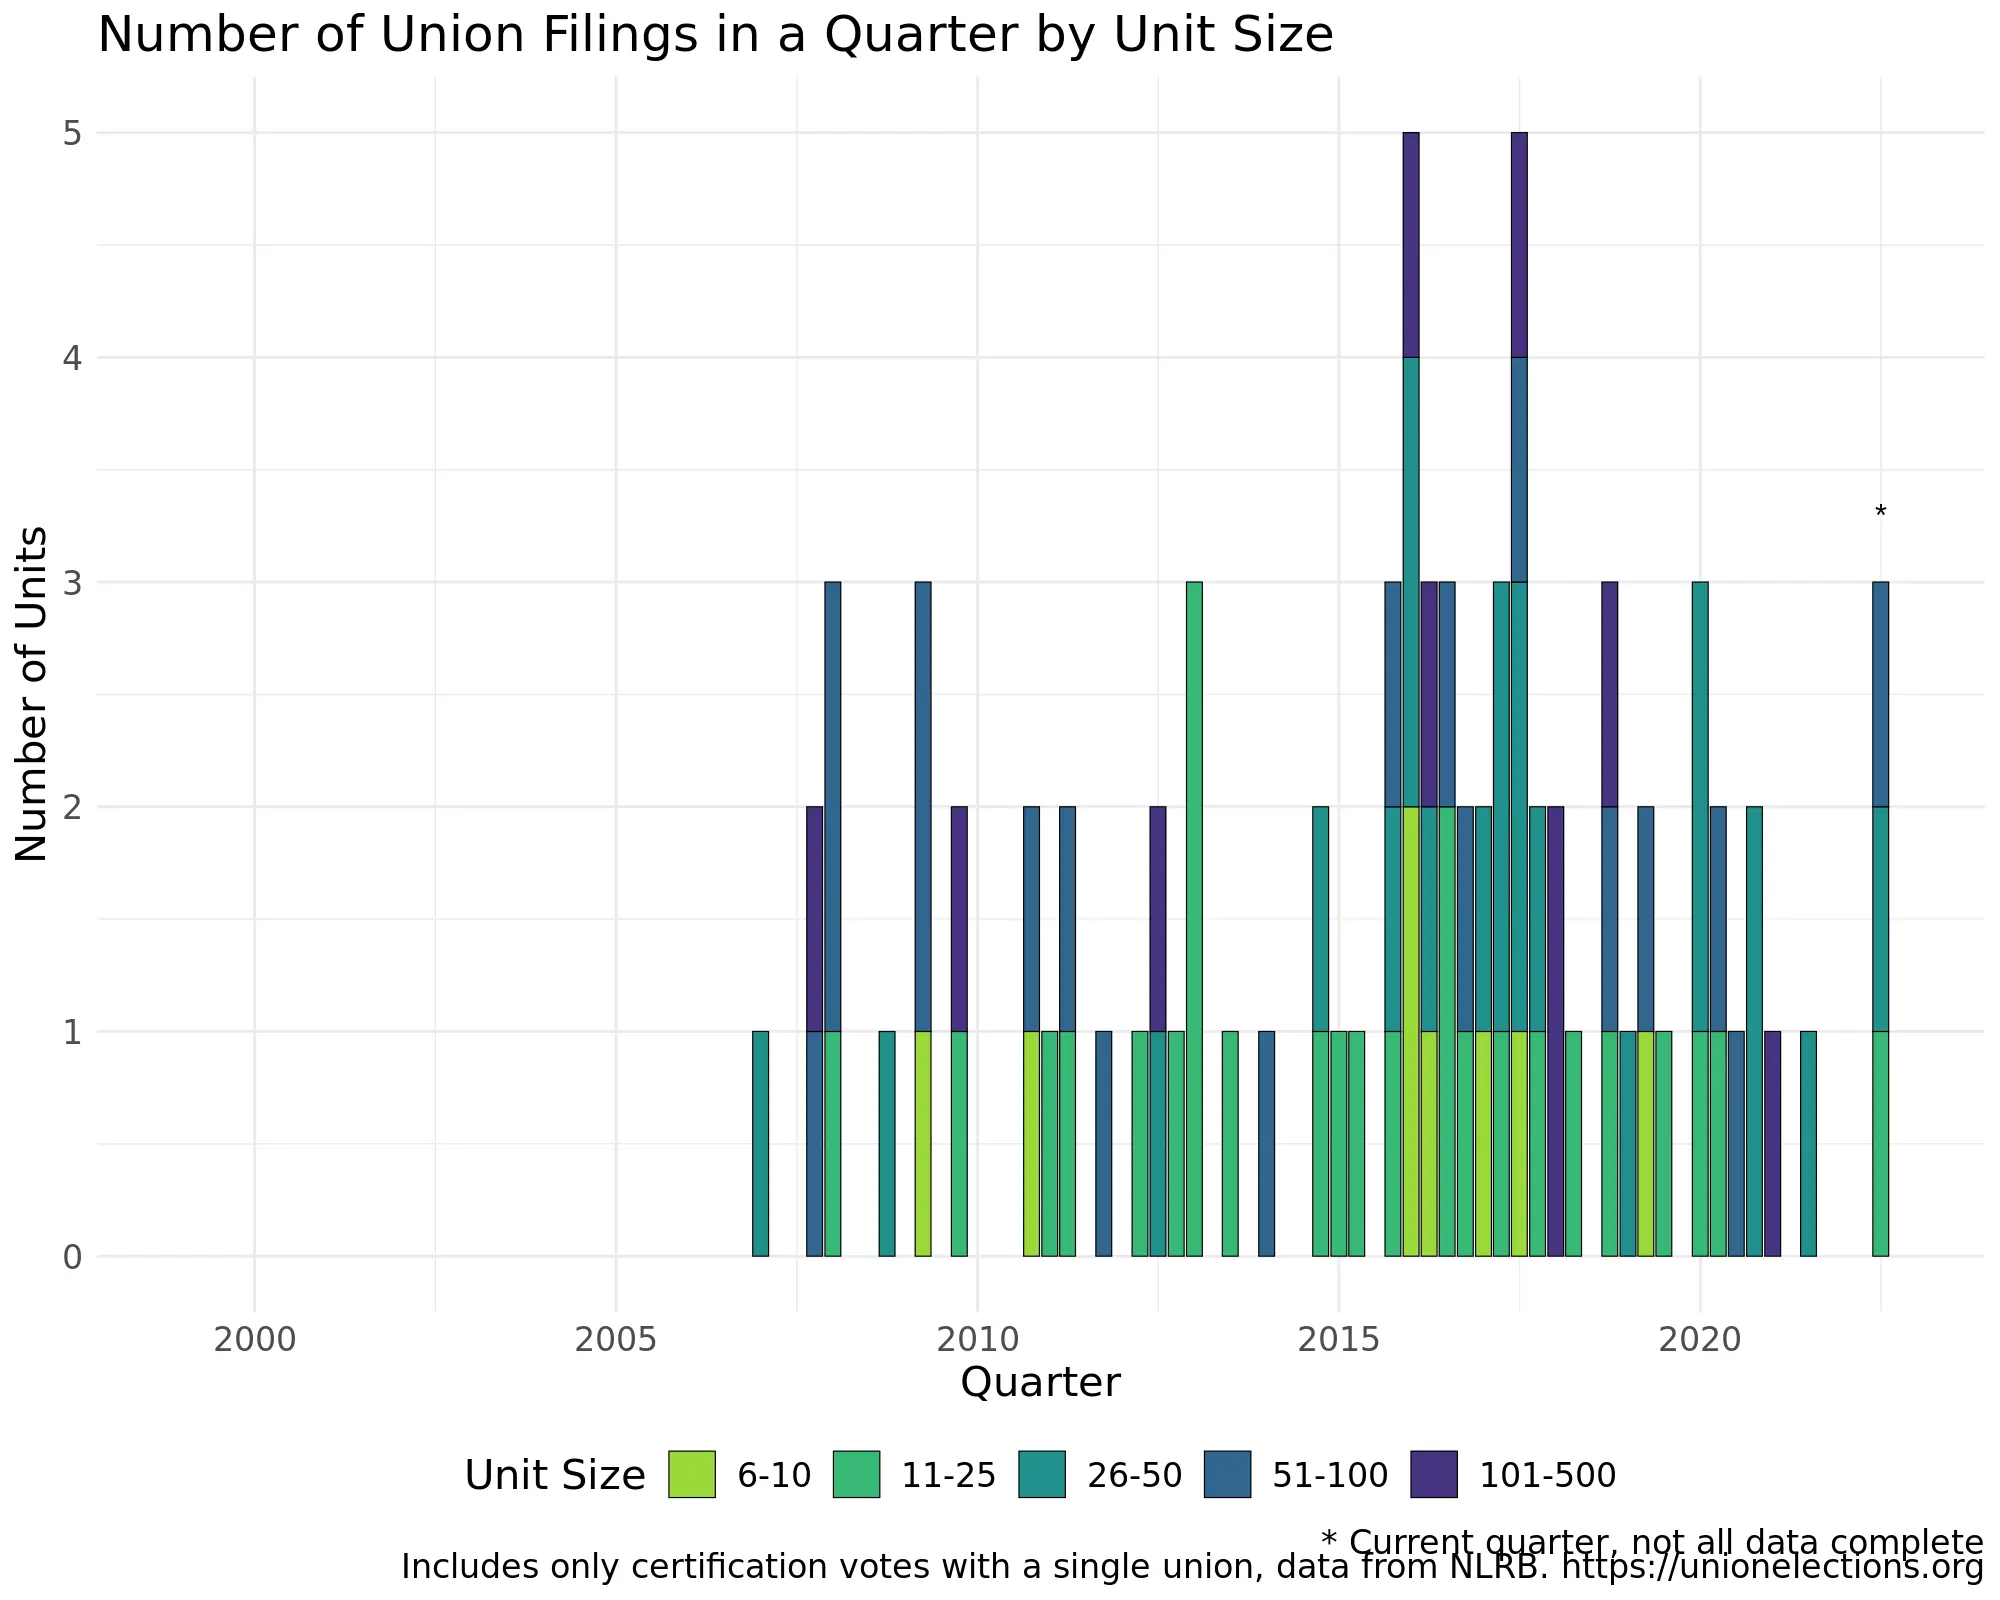 Number of Union Filings in a Quarter by Unit Size
Number of Units
5
4
3
2
1
0
*
2000 2005 2010 2015 2020
Quarter
Unit Size 6-10 11-25 26-50 51-100 101-500
* Current quarter, not all data complete
Includes only certification votes with a single union, data from NLRB. https://unionelections.org